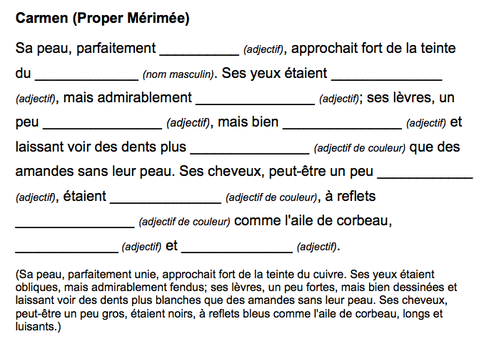 Carmen (Proper Mérimée)
Sa peau, parfaitement __________ (adjectif), approchait fort de la teinte
du _____________ (nom masculin). Ses yeux étaient ______________
(adjectif), mais admirablement _______________ (adjectif); ses lèvres, un
peu _______________ (adjectif), mais bien _______________ (adjectif) et
laissant voir des dents plus _______________ (adjectif de couleur) que des
amandes sans leur peau. Ses cheveux, peut-être un peu ____________
(adjectif), étaient ______________ (adjectif de couleur), à reflets
_______________ (adjectif de couleur) comme l'aile de corbeau,
_____________ (adjectif) et ______________ (adjectif).
(Sa peau, parfaitement unie, approchait fort de la teinte du cuivre. Ses yeux étaient
obliques, mais admirablement fendus; ses lèvres, un peu fortes, mais bien dessinées et
laissant voir des dents plus blanches que des amandes sans leur peau. Ses cheveux,
peut-être un peu gros, étaient noirs, à reflets bleus comme l'aile de corbeau, longs et
luisants.)